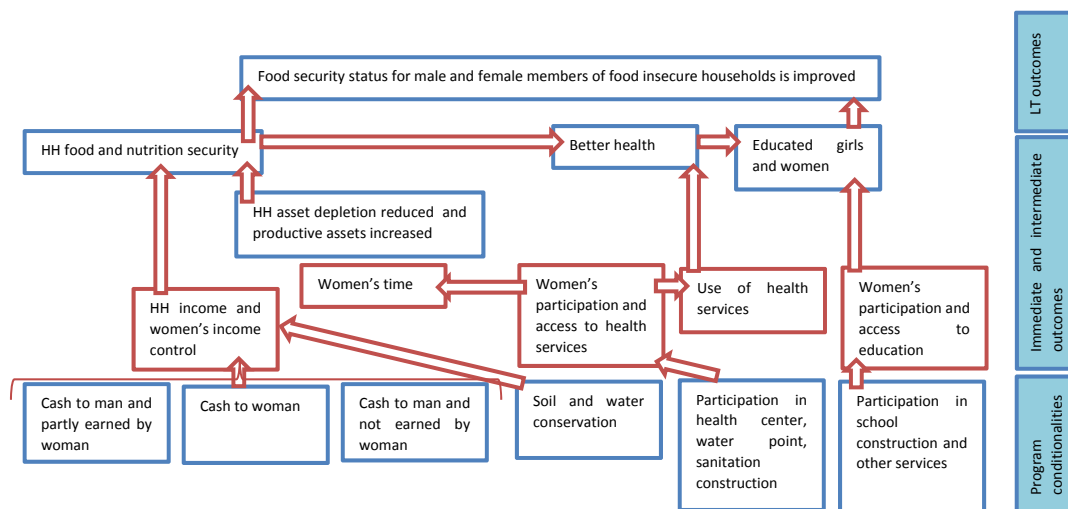 Food security status for male and female members of food insecure households is improved
LT outcomes
HH food and nutrition security
Better health
Educated girls
and women
HH asset depletion reduced and
productive assets increased
Women's time
Women's
participation and
access to health
services
Use of health
services
Women's
participation and
access to
education
HH income and
women's income
control
Immediate and intermediate
outcomes
Cash to man and
partly earned by
woman
Cash to woman
Cash to man and
not earned by
woman
Soil and water
conservation
Participation in
health center,
water point,
sanitation
construction
Participation in
school
construction and
other services
Program
conditionalities